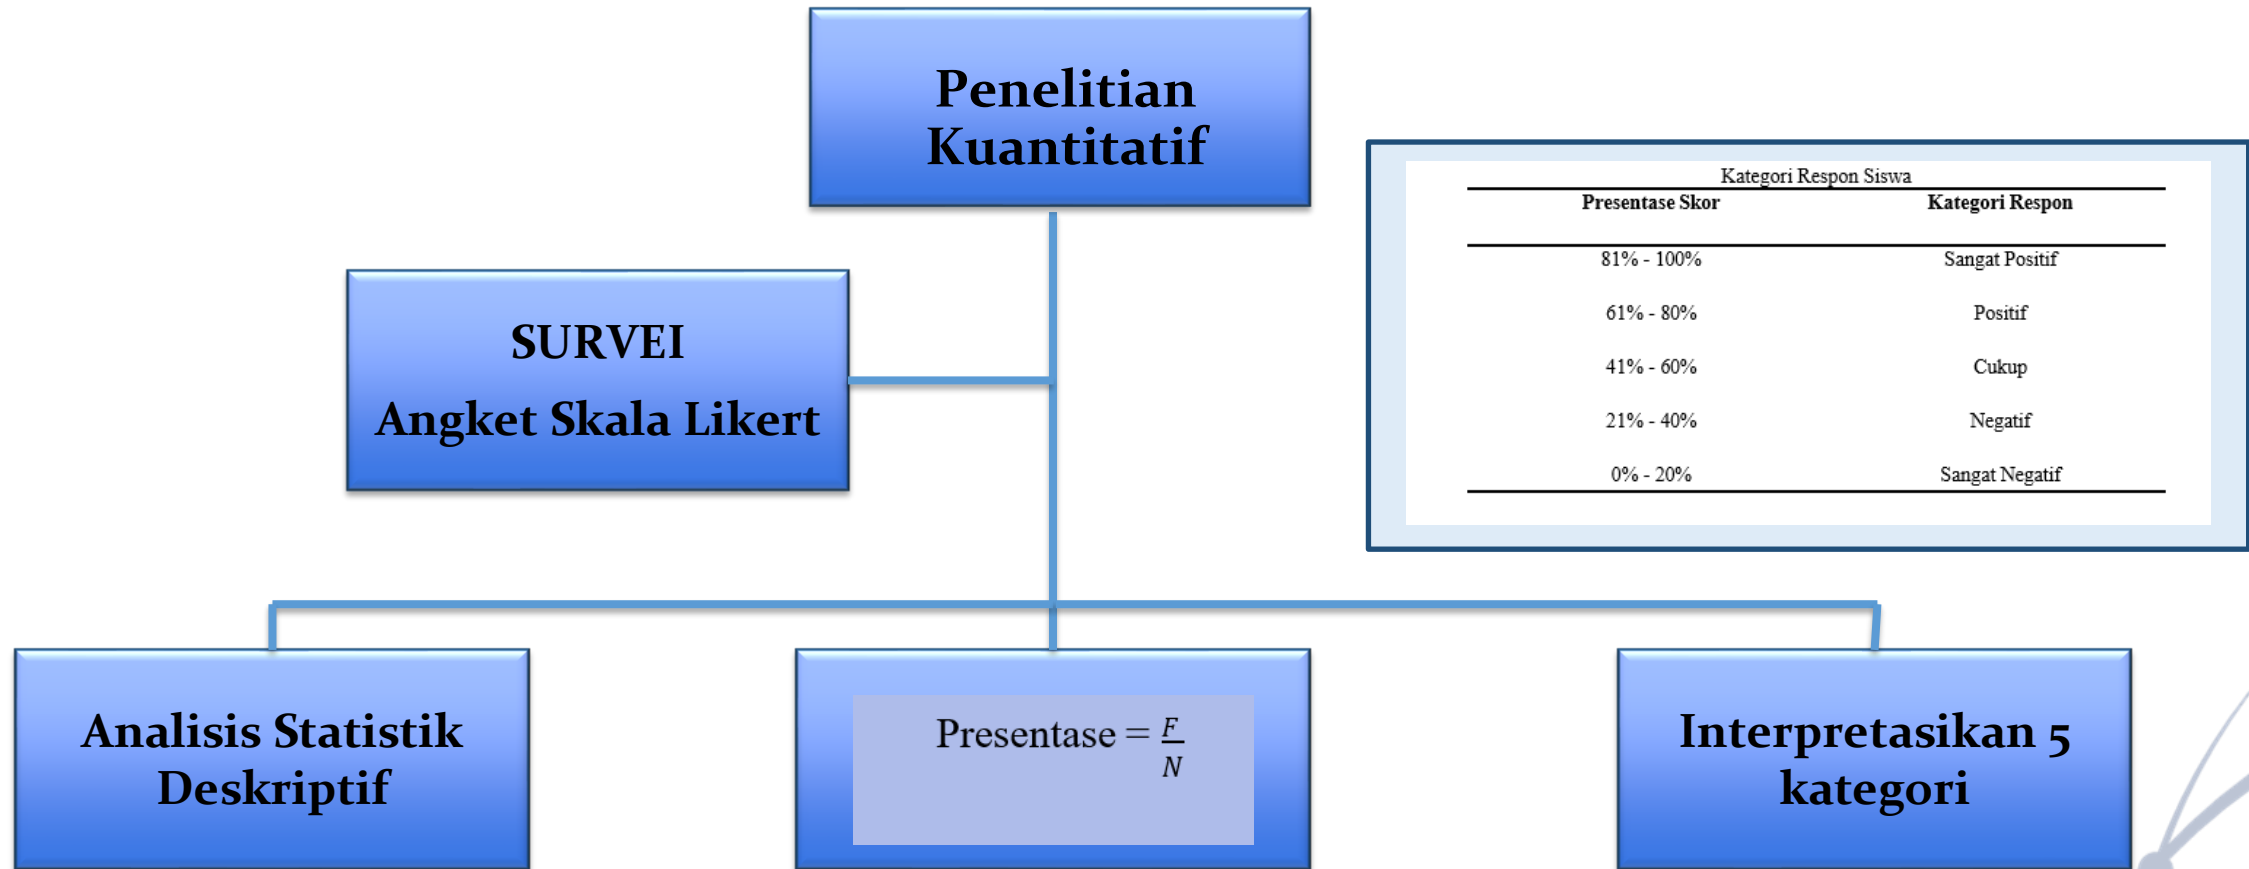 Penelitian
Kuantitatif
SURVEI
Angket Skala Likert
Kategori Respon Siswa
Presentase Skor Kategori Respon
81% - 100% Sangat Positif
61% - 80% Positif
41% - 60% Cukup
21% - 40% Negatif
0% - 20% Sangat Negatif
Analisis Statistik
Deskriptif
Presentase = F/N
Interpretasikan 5
kategori